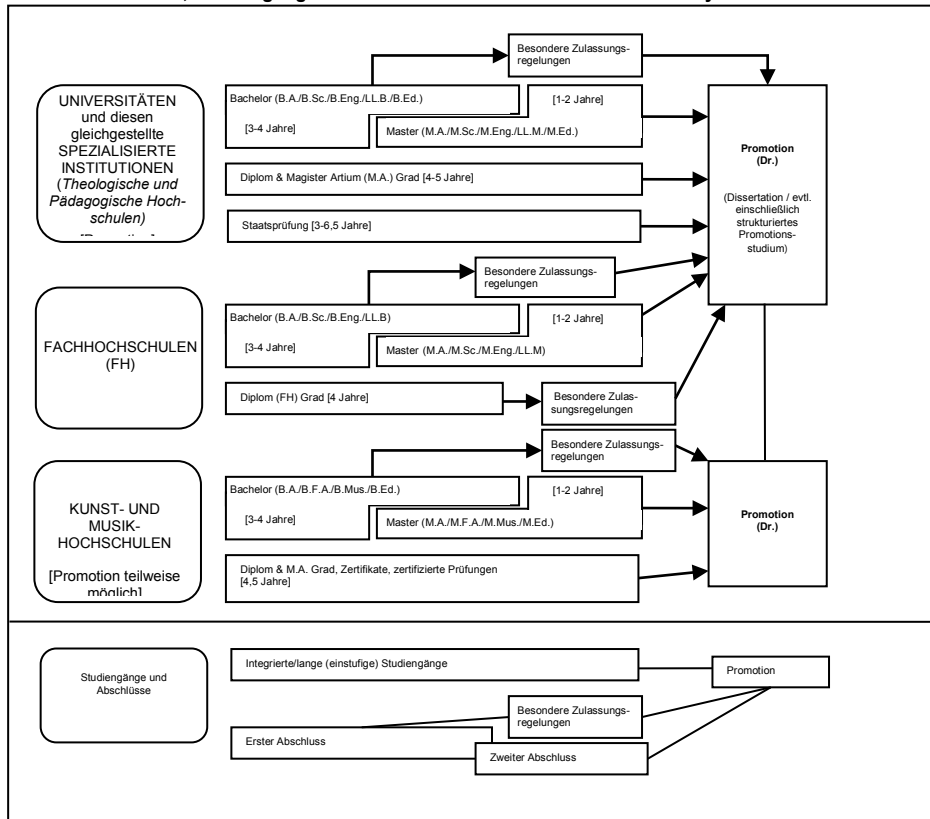 Besondere Zulassungs-
regelungen
UNIVERSITÄTEN
und diesen
gleichgestellte
SPEZIALISIERTE
INSTITUTIONEN
(Theologische und
Pädagogische Hoch-
schulen)
Bachelor (B.A./B.Sc./B.Eng./LL.B./B.Ed.)
[3-4 Jahre]
[1-2 Jahre]
Master (M.A./M.Sc./M.Eng./LL.M./M.Ed.)
Diplom & Magister Artium (M.A.) Grad [4-5 Jahre]
Staatsprüfung [3-6,5 Jahre]
Promotion
(Dr.)
(Dissertation / evtl.
einschließlich
strukturiertes
Promotions-
studium)
Besondere Zulassungs-
regelungen
FACHHOCHSCHULEN
(FH)
Bachelor (B.A./B.Sc./B.Eng./LL.B)
[3-4 Jahre]
[1-2 Jahre]
Master (M.A./M.Sc./M.Eng./LL.M)
Diplom (FH) Grad [4 Jahre]
Besondere Zulas-
sungsregelungen
Besondere Zulassungs-
regelungen
KUNST- UND
MUSIK-
HOCHSCHULEN
[Promotion teilweise
möglich]
Bachelor (B.A./B.F.A./B.Mus./B.Ed.)
[3-4 Jahre]
[1-2 Jahre]
Master (M.A./M.F.A./M.Mus./M.Ed.)
Diplom & M.A. Grad, Zertifikate, zertifizierte Prüfungen
[4,5 Jahre]
Promotion
(Dr.)
Studiengänge und
Abschlüsse
Integrierte/lange (einstufige) Studiengänge
Promotion
Besondere Zulassungs-
regelungen
Erster Abschluss
Zweiter Abschluss